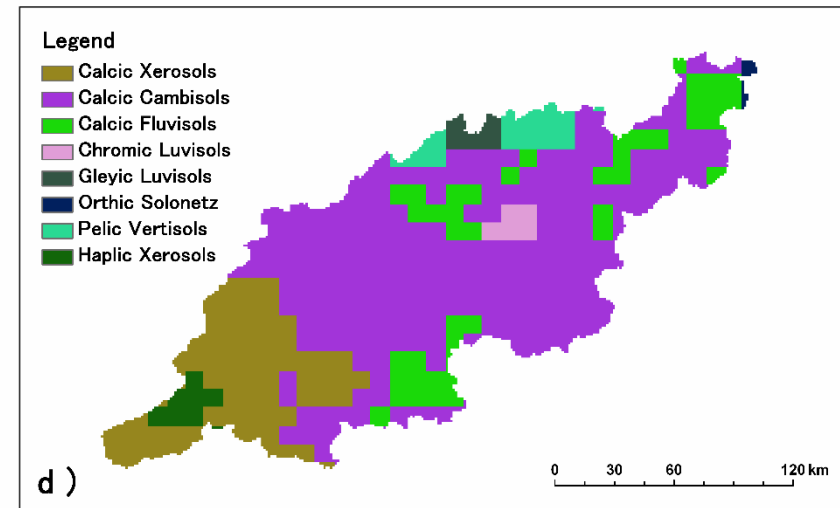 Legend
Calcic Xerosols
Calcic Cambisols
Calcic Fluvisols
Chromic Luvisols
Gleyic Luvisols
Orthic Solonetz
Pelic Vertisols
Haplic Xerosols
d )
0 30 60 120 km